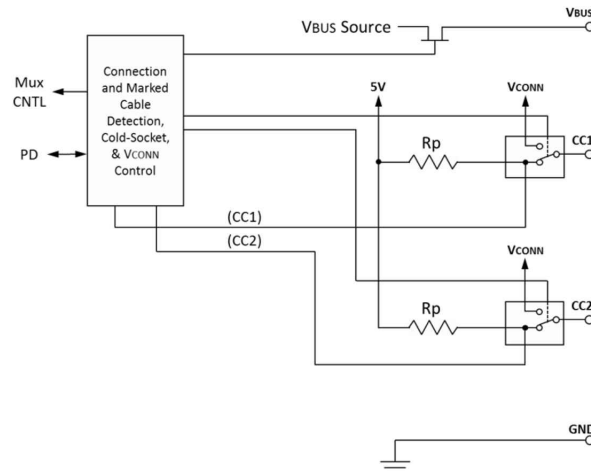 VBUS Source
VBUS
Connection
and Marked
Cable
Detection,
Cold-Socket,
& VCONN
Control
Mux
CNTL
PD
5V
VCONN
Rp
CC1
(CC1)
(CC2)
VCONN
Rp
CC2
GND